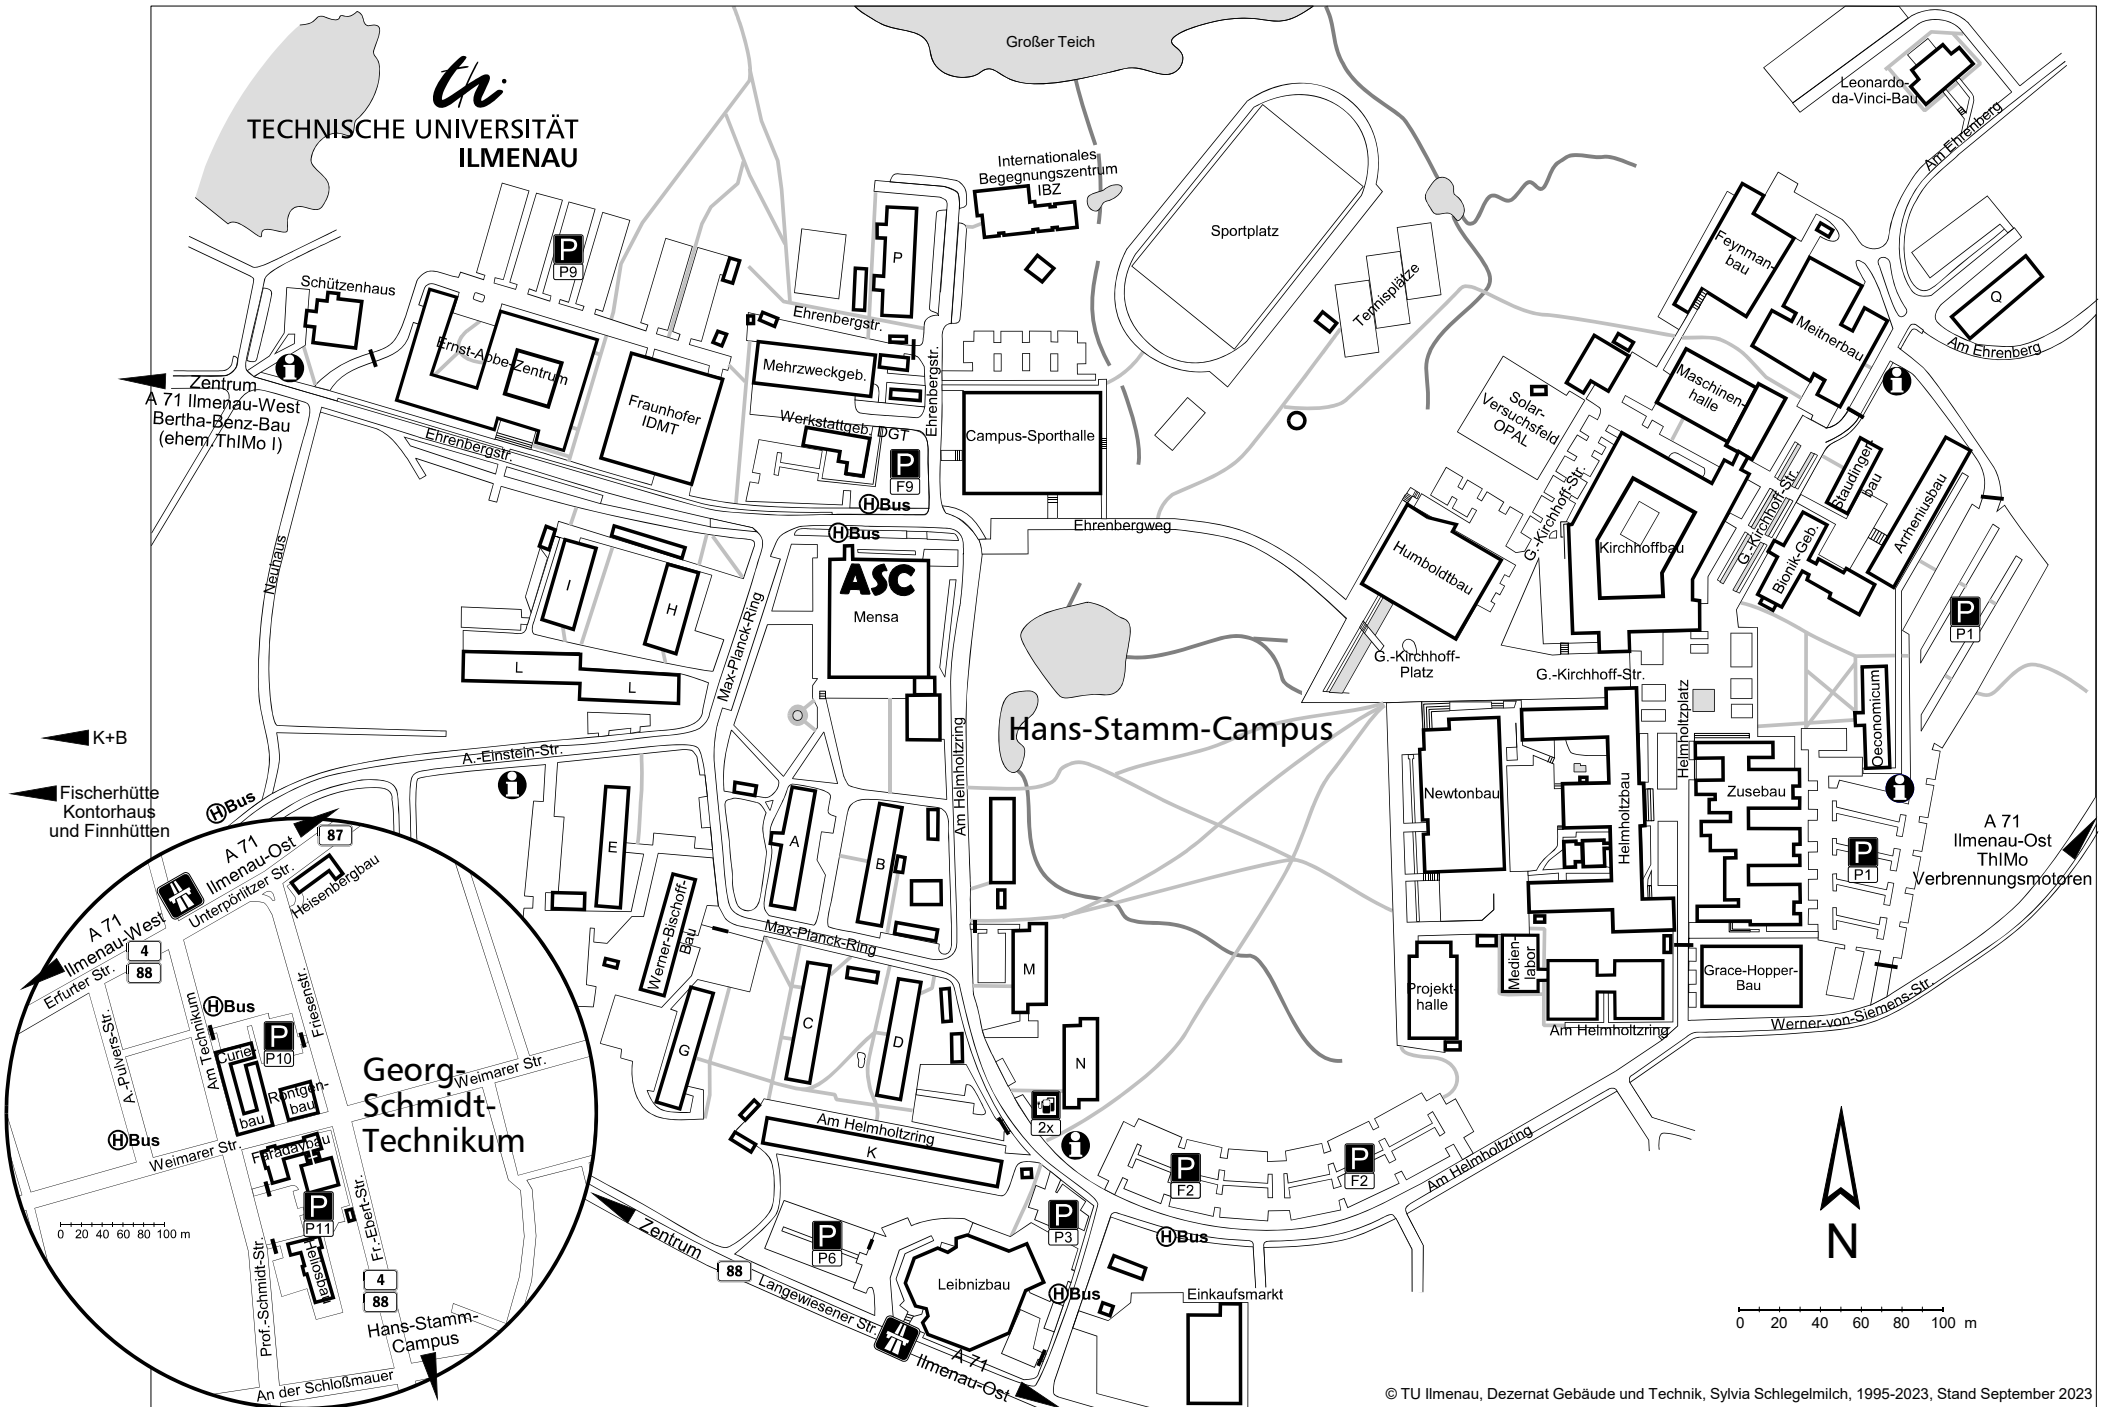 Großer Teich
th
TECHNISCHE UNIVERSITÄT
ILMENAU
Leonardo-
da-Vinci-Bau
Am Ehrenberg
Internationales
Begegnungszentrum
IBZ
Sportplatz
Tennisplätze
P
P9
Schützenhaus
P
Ehrenbergstr.
Feynman-
bau
Meitnerbau
Q
Am Ehrenberg
Ernst-Abbe-Zentrum
Fraunhofer
IDMT
Mehrzweckgeb.
Ehrenbergstr.
Werkstattgeb. DGT
P
F9
Campus-Sporthalle
Maschinen-
halle
Solar-
Versuchsfeld
OPAL
Zentrum
A 71 Ilmenau-West
Bertha-Benz-Bau
(ehem.ThIMo I)
Ehrenbergstr.
H Bus
H Bus
Ehrenbergweg
G.-Kirchhoff-Str.
G.-Kirchhoff-Str.
Staudinger-
bau
Arrheniusbau
Bionik-Geb.
Kirchhoffbau
Humboldtbau
P
P1
Neuhaus
I
H
L
L
Max-Planck-Ring
ASC
Mensa
G.-Kirchhoff-
Platz
G.-Kirchhoff-Str.
Helmholtzplatz
Oeconomicum
Hans-Stamm-Campus
Am Helmholtzring
K+B
A.-Einstein-Str.
Fischerhütte
Kontorhaus
und Finnhütten
H Bus
Newtonbau
Helmholtzbau
Zusebau
P
P1
A 71
Ilmenau-Ost
ThIMo
Verbrennungsmotoren
E
A
B
Werner-Bischoff-
Bau
Max-Planck-Ring
M
Medien-
labor
Projekt-
halle
Grace-Hopper-
Bau
Am Helmholtzring
Werner-von-Siemens-Str.
G
C
D
N
2x
Am Helmholtzring
K
P
F2
P
F2
Am Helmholtzring
P
P3
P
P6
H Bus
H Bus
Leibnizbau
Einkaufsmarkt
Zentrum
88
Langewiesener Str.
A 71
Ilmenau-Ost
A 71
Ilmenau-Ost
87
Unterpörlitzer Str.
Heisenbergbau
A 71
Ilmenau-West
4
88
Erfurter Str.
H Bus
A.-Pulvers-Str.
Am Technikum
Friesenstr.
P
P10
Curie-
bau
Röntgen-
bau
Georg-
Schmidt-
Technikum
Weimarer Str.
H Bus
Weimarer Str.
Faradaybau
P
P11
Heliosbau
Fr.-Ebert-Str.
Prof.-Schmidt-Str.
0 20 40 60 80 100 m
4
88
Hans-Stamm-
Campus
An der Schloßmauer
N
0 20 40 60 80 100 m
© TU Ilmenau, Dezernat Gebäude und Technik, Sylvia Schlegelmilch, 1995-2023, Stand September 2023